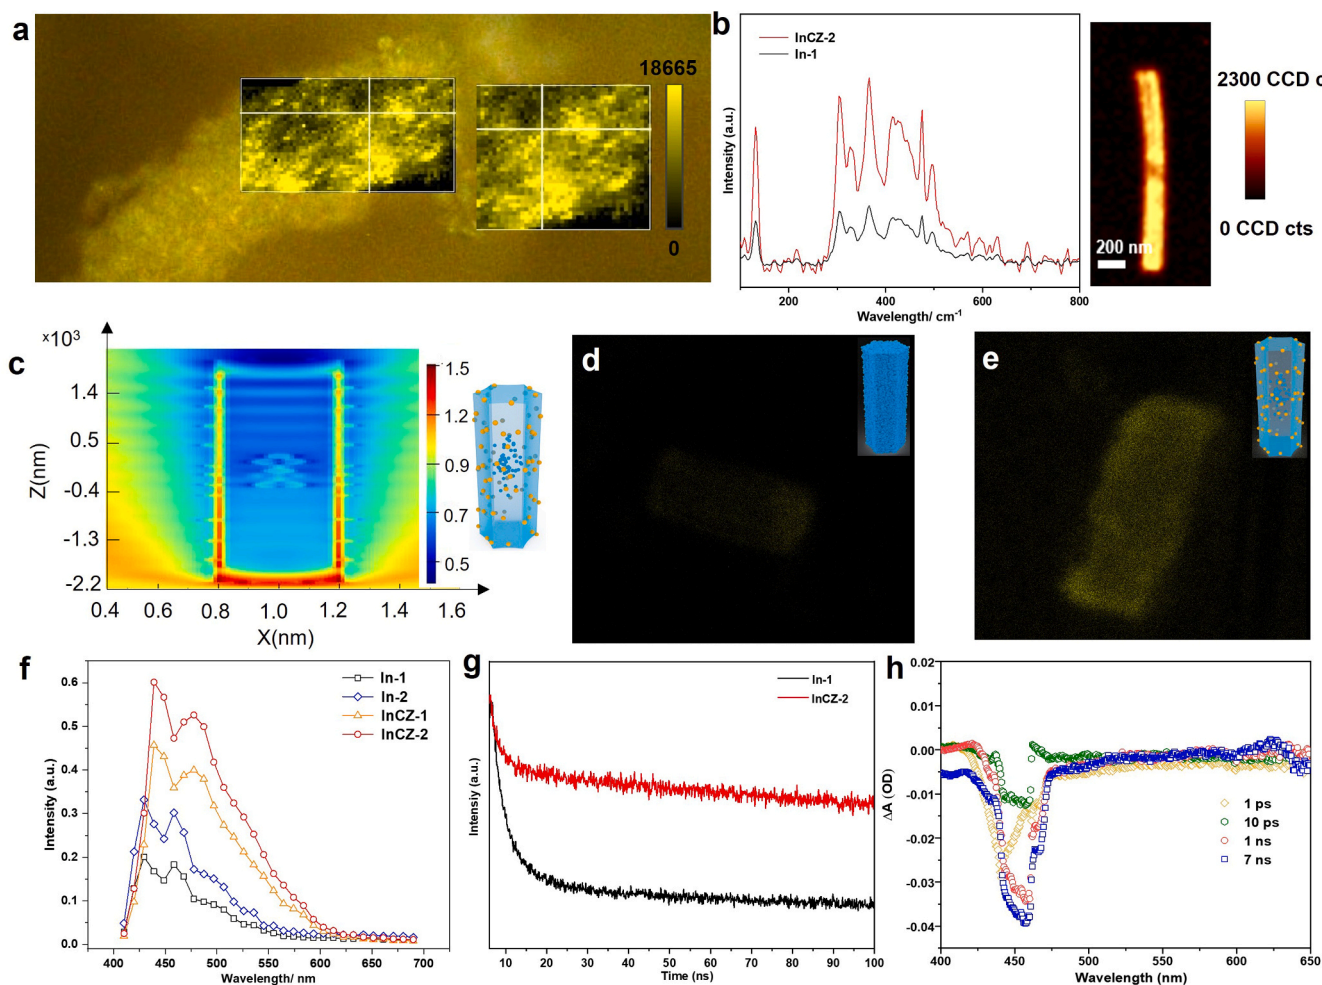 a
18665
0
b
InCZ-2
In-1
Intensity (a.u.)
200
400
600
800
Wavelength/ cm-1
200 nm
2300 CCD c
0 CCD cts
c
x10³
Z(nm)
1.4
0.5
-0.4
-1.3
-2.2
0.4 0.6 0.8 1.0 1.2 1.4 1.6
X(nm)
1.5
1.2
0.9
0.7
0.5
d
e
f
Intensity (a.u.)
0.6
0.5
0.4
0.3
0.2
0.1
0.0
In-1
In-2
InCZ-1
InCZ-2
400 450 500 550 600 650 700
Wavelength/ nm
g
Intensiy (a.u.)
In-1
InCZ-2
10 20 30 40 50 60 70 80 90 100
Time (ns)
h
ΔA (OD)
0.02
0.01
0.00
-0.01
-0.02
-0.03
-0.04
1 ps
10 ps
1 ns
7 ns
400 450 500 550 600 650
Wavelength (nm)